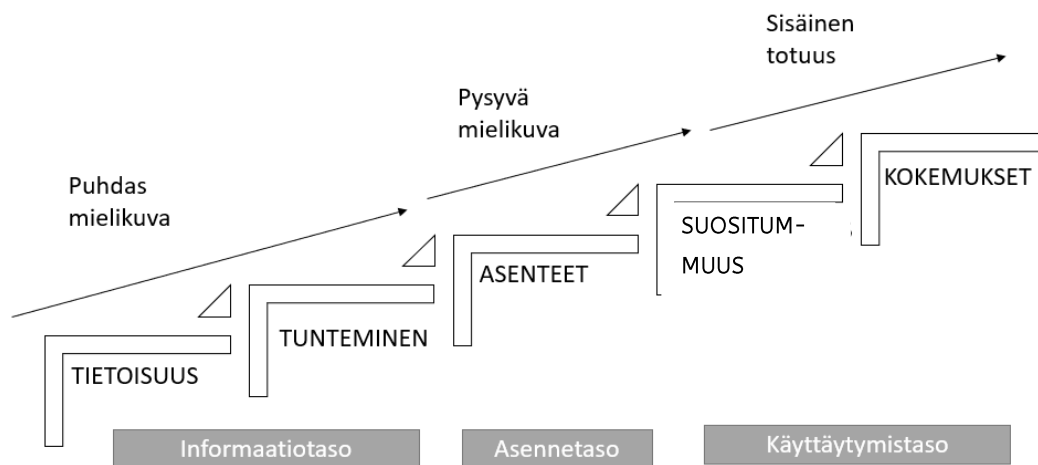 Sisäinen
totuus
Pysyvä
mielikuva
Puhdas
mielikuva
KOKEMUKSET
SUOSITUM-
MUUS
ASENTEET
TUNTEMINEN
TIETOISUUS
Informaatiotaso
Asennetaso
Käyttäytymistaso